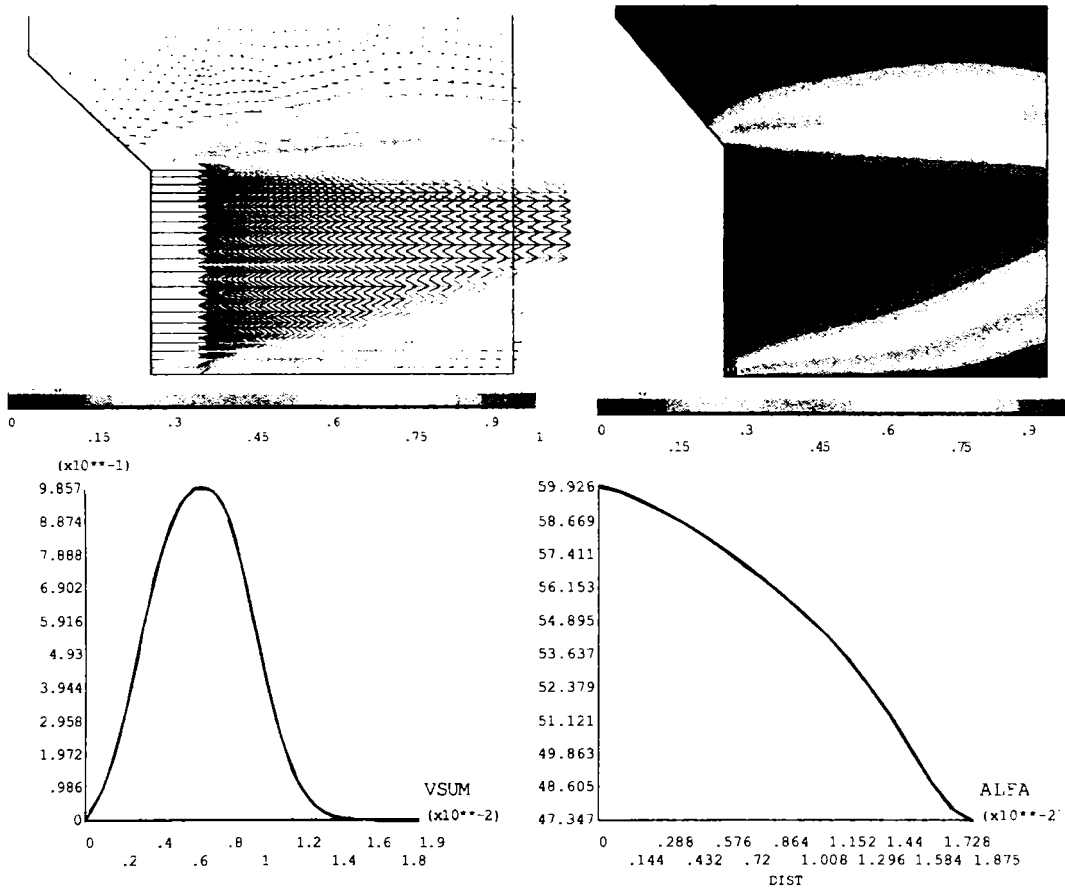 0 .3 .6 .9 1
.15 .45 .75
0 .3 .6 .9
.15 .45 .75
(x10**-1)
9.857
8.874
7.888
6.902
5.916
4.93
3.944
2.958
1.972
.986
0
VSUM
(x10**-2)
0 .4 .8 1.2 1.9
.2 .6 1 1.4 1.8
59.926
58.669
57.411
56.153
54.895
53.637
52.379
51.121
49.863
48.605
47.347
ALFA
(x10**-2)
0 .288 .576 .864 1.152 1.44 1.728
.144 .432 .72 1.008 1.296 1.584 1.875
DIST